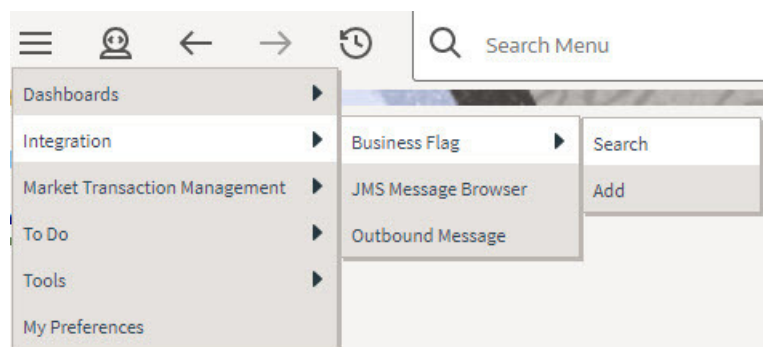 Search Menu
Dashboards
Integration
Business Flag
Search
Market Transaction Management
JMS Message Browser
Add
To Do
Outbound Message
Tools
My Preferences